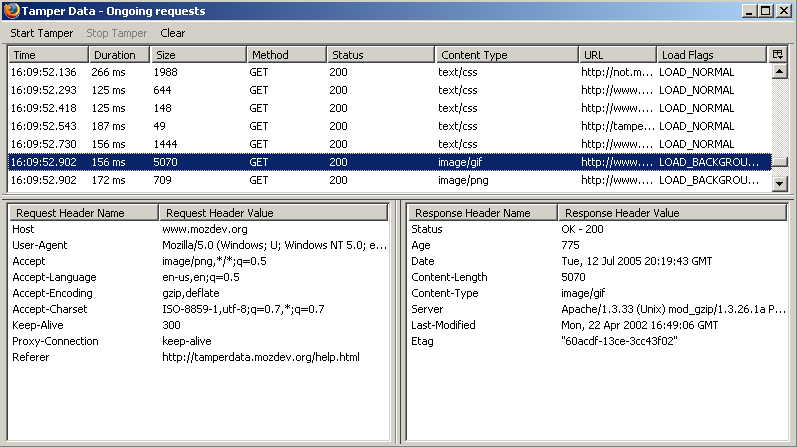 Tamper Data - Ongoing requests
Start Tamper Stop Tamper Clear
Time Duration Size Method Status Content Type URL Load Flags
16:09:52.136 266 ms 1988 GET 200 text/css http://not.m... LOAD_NORMAL
16:09:52.293 125 ms 644 GET 200 text/css http://www.... LOAD_NORMAL
16:09:52.418 125 ms 148 GET 200 text/css http://www.... LOAD_NORMAL
16:09:52.543 187 ms 49 GET 200 text/css http://tampe... LOAD_NORMAL
16:09:52.730 156 ms 1444 GET 200 text/css http://www.... LOAD_NORMAL
16:09:52.902 156 ms 5070 GET 200 image/gif http://www.... LOAD_BACKGROU...
16:09:52.902 172 ms 709 GET 200 image/png http://www.... LOAD_BACKGROU...
Request Header Name Request Header Value
Host www.mozdev.org
User-Agent Mozilla/5.0 (Windows; U; Windows NT 5.0; e...
Accept image/png,*/*;q=0.5
Accept-Language en-us,en;q=0.5
Accept-Encoding gzip,deflate
Accept-Charset ISO-8859-1,utf-8;q=0.7,*;q=0.7
Keep-Alive 300
Proxy-Connection keep-alive
Referer http://tamperdata.mozdev.org/help.html
Response Header Name Response Header Value
Status OK - 200
Age 775
Date Tue, 12 Jul 2005 20:19:43 GMT
Content-Length 5070
Content-Type image/gif
Server Apache/1.3.33 (Unix) mod_gzip/1.3.26.1a P...
Last-Modified Mon, 22 Apr 2002 16:49:06 GMT
Etag "60acdf-13ce-3cc43f02"